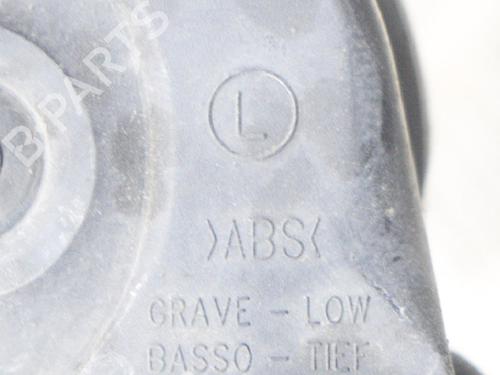 B-PARTS
L
>ABS<
GRAVE - LOW
BASSO - TIEF